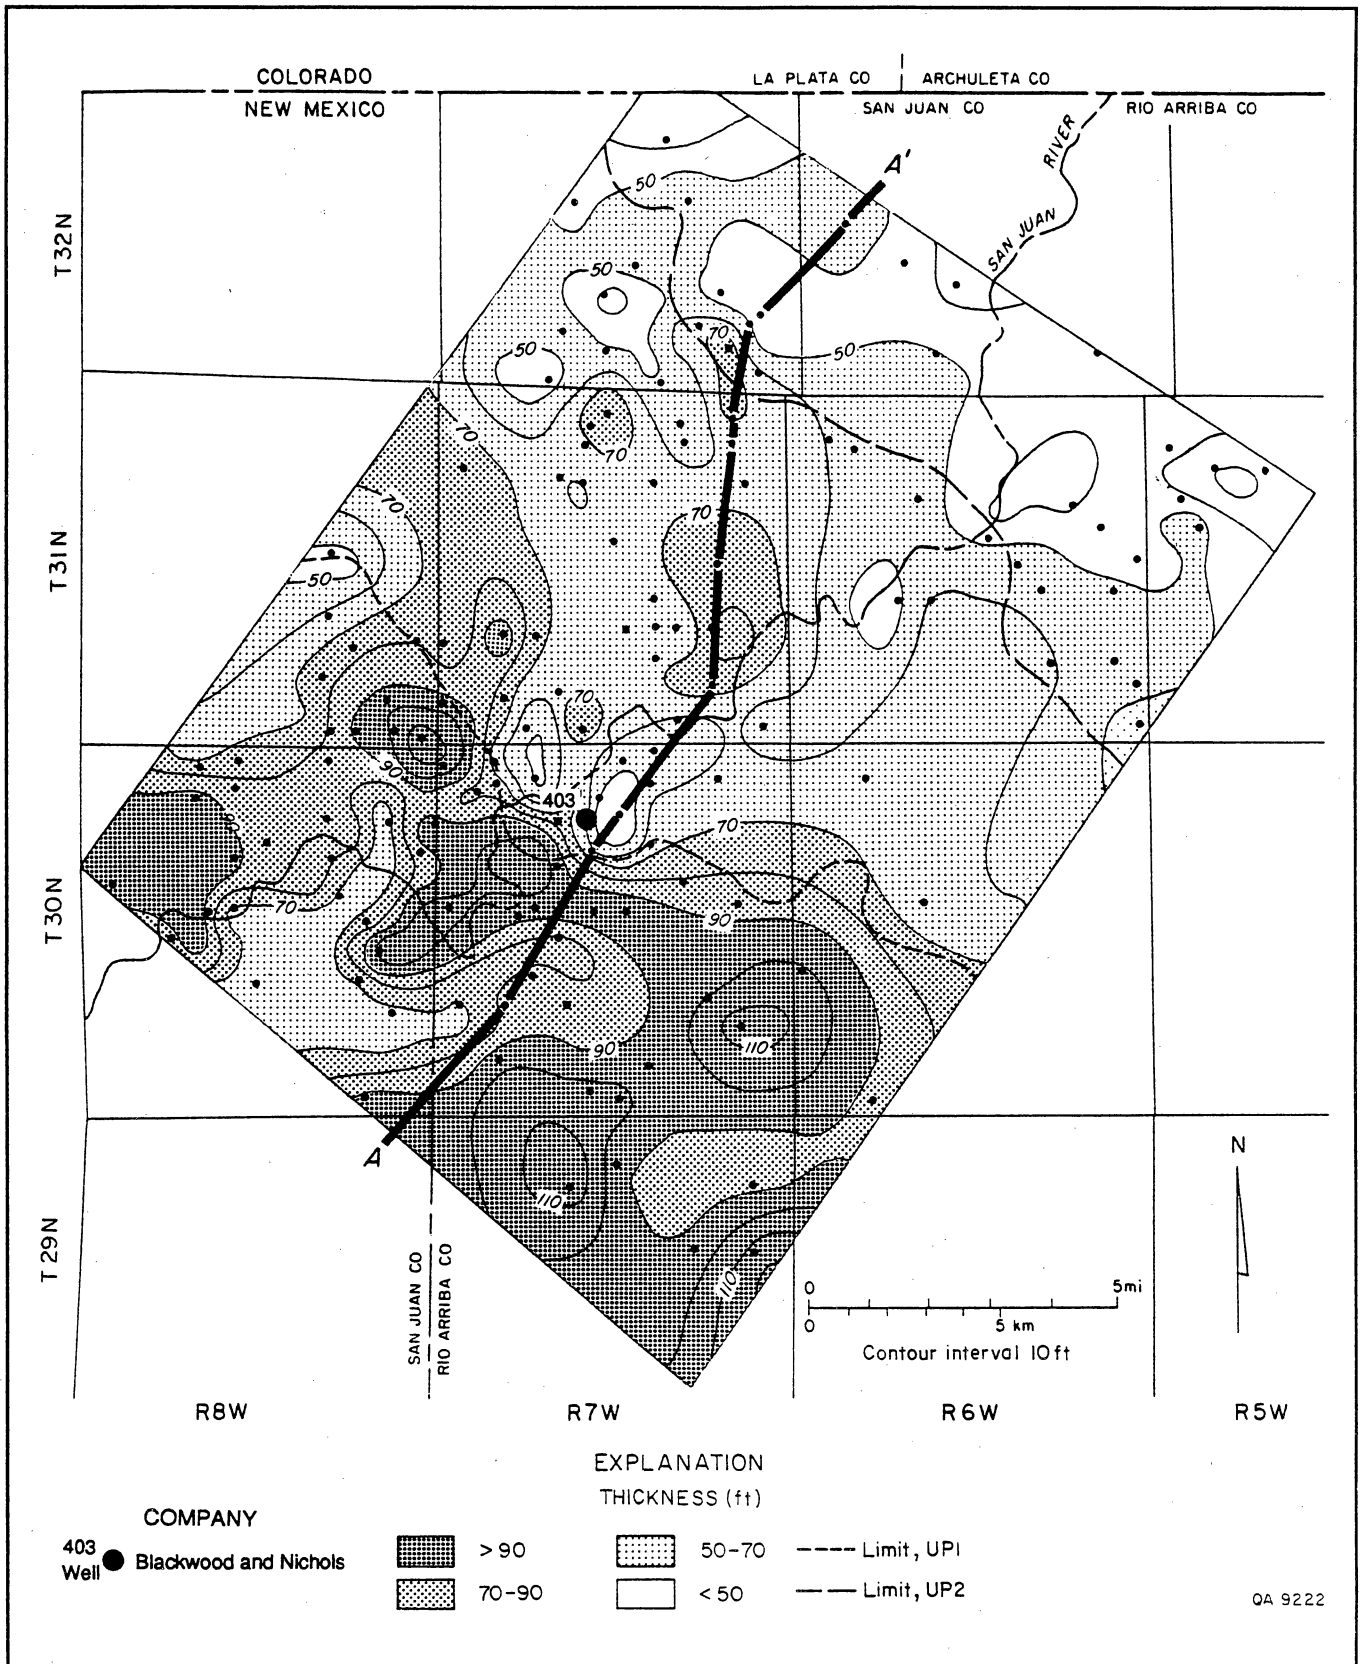 COLORADO
NEW MEXICO
LA PLATA CO
ARCHULETA CO
SAN JUAN CO
RIO ARRIBA CO
RIVER
SAN JUAN
A'
50
T32N
50
70
50
50
70
70
70
70
T31N
50
70
90
403
90
70
T30N
70
90
90
110
A
N
110
T29N
110
SAN JUAN CO
RIO ARRIBA CO
0 5mi
0 5 km
Contour interval 10ft
R8W R7W R6W R5W
EXPLANATION
THICKNESS (ft)
COMPANY
403
Well Blackwood and Nichols
>90
50-70
Limit, UP1
70-90
<50
Limit, UP2
QA 9222